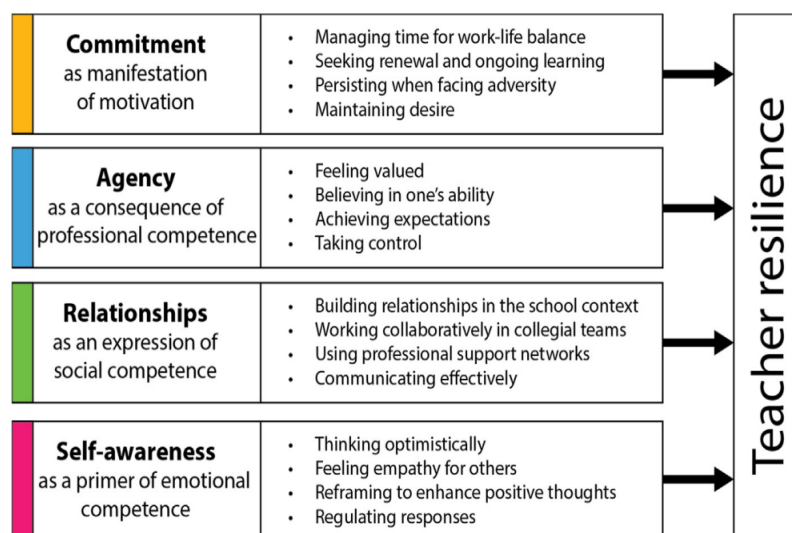 Commitment
as manifestation
of motivation
• Managing time for work-life balance
• Seeking renewal and ongoing learning
• Persisting when facing adversity
• Maintaining desire
Agency
as a consequence of
professional competence
• Feeling valued
• Believing in one's ability
• Achieving expectations
• Taking control
Relationships
as an expression of
social competence
• Building relationships in the school context
• Working collaboratively in collegial teams
• Using professional support networks
• Communicating effectively
Self-awareness
as a primer of emotional
competence
• Thinking optimistically
• Feeling empathy for others
• Reframing to enhance positive thoughts
• Regulating responses
Teacher resilience